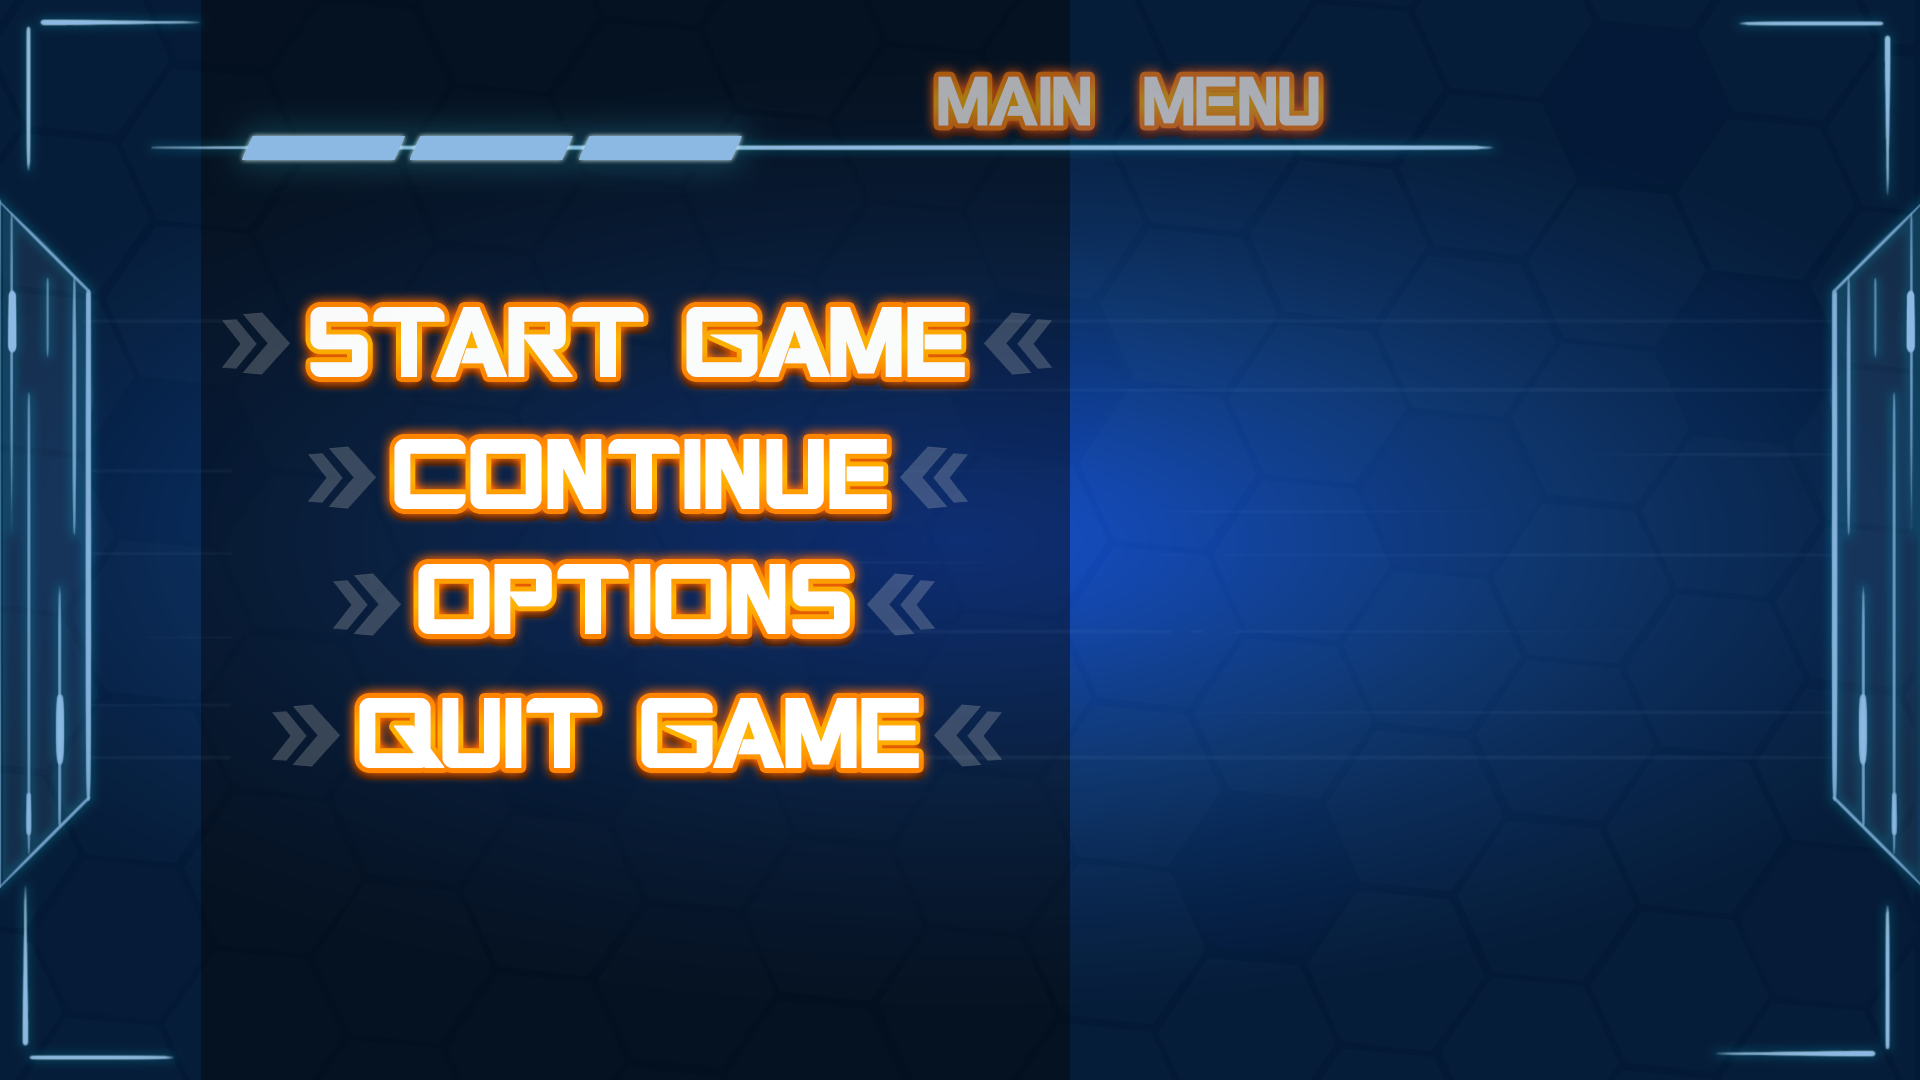 MAIN MENU
START GAME
CONTINUE
OPTIONS
QUIT GAME